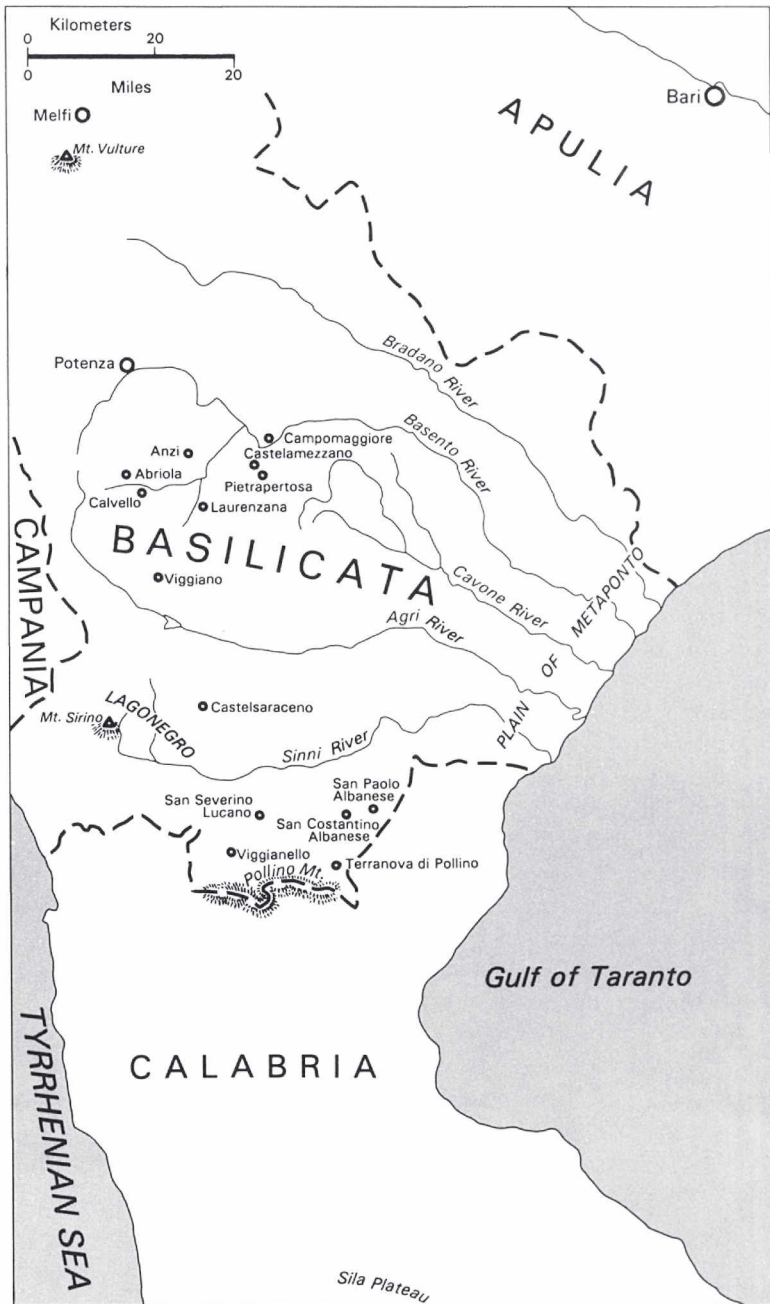 Kilometers
0 20
0 20
Miles
Melfi
Mt. Vulture
Bari
APULIA
Potenza
Bradano River
Basento River
Campomaggiore
Anzi
Castelamezzano
Abriola
Pietrapertosa
Calvello
Laurenzana
BASILICATA
CAMPANIA
Viggiano
Cavone River
Agri River
PLAIN OF METAPONTO
Mt. Sirino
LAGONEGRO
Castelsaraceno
Sinni River
San Paolo
Albanese
San Severino
Lucano
San Costantino
Albanese
Viggianello
Terranova di Pollino
Pollino Mt.
Gulf of Taranto
TYRRHENIAN SEA
CALABRIA
Sila Plateau